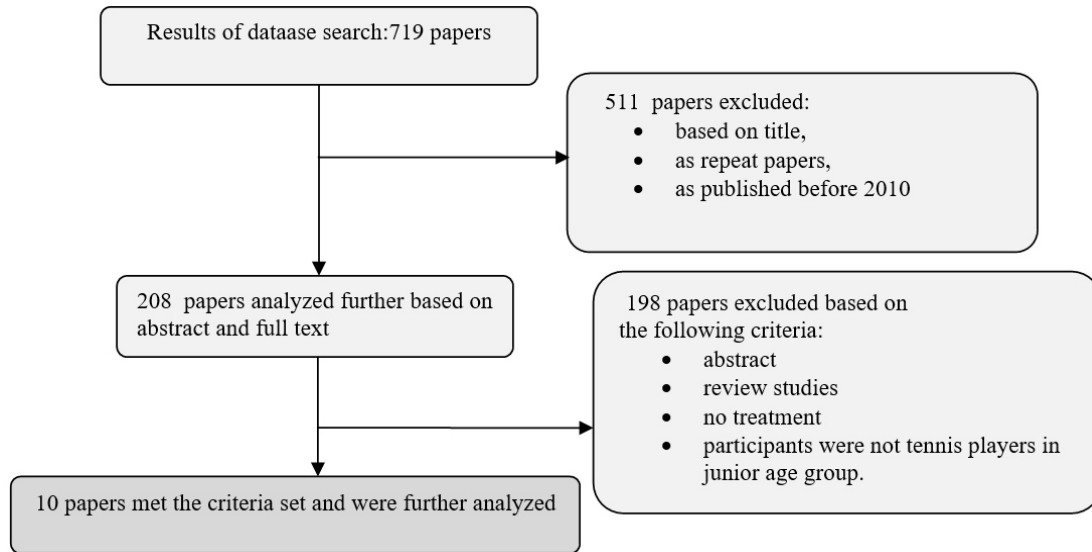 Results of dataase search:719 papers
511 papers excluded:
• based on title,
• as repeat papers,
• as published before 2010
208 papers analyzed further based on
abstract and full text
198 papers excluded based on
the following criteria:
• abstract
• review studies
• no treatment
• participants were not tennis players in
junior age group.
10 papers met the criteria set and were further analyzed